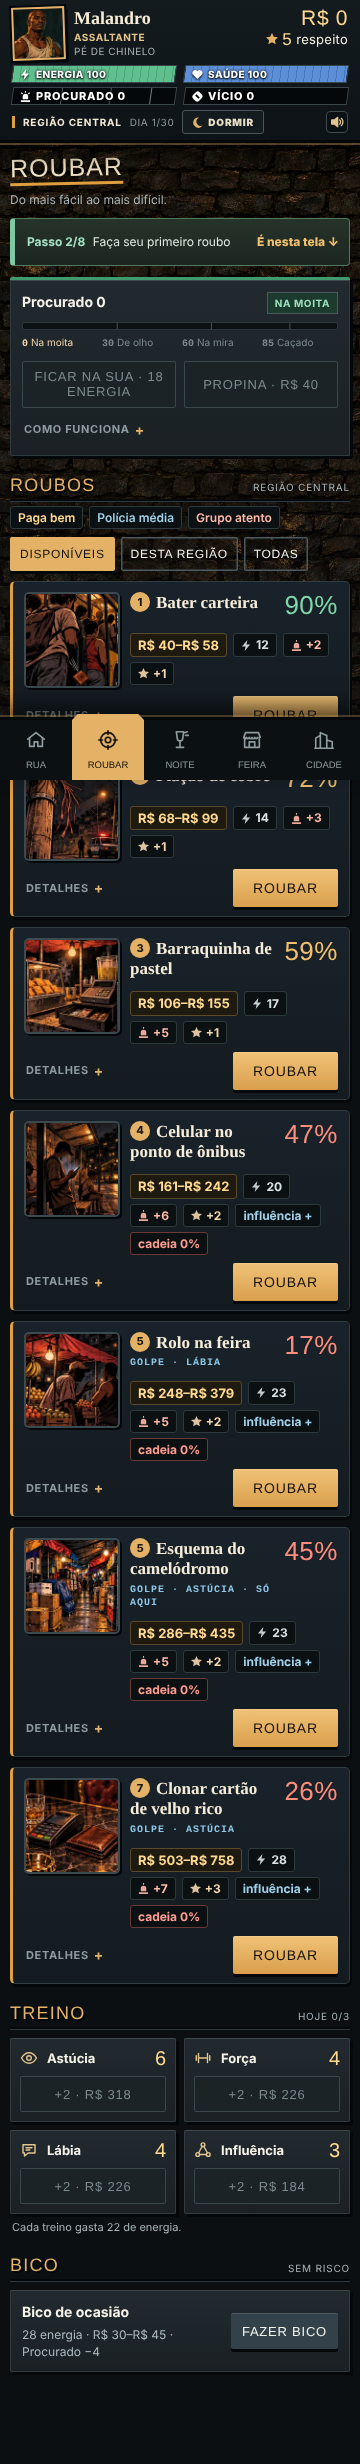 Malandro
ASSALTANTE
PÉ DE CHINELO
R$ 0
5 respeito
ENERGIA 100
SAÚDE 100
PROCURADO 0
VÍCIO 0
REGIÃO CENTRAL DIA 1/30
DORMIR
ROUBAR
Do mais fácil ao mais difícil.
Passo 2/8 Faça seu primeiro roubo É nesta tela ↓
Procurado 0
NA MOITA
0 Na moita 30 De olho 60 Na mira 85 Caçado
FICAR NA SUA · 18
ENERGIA
PROPINA · R$ 40
COMO FUNCIONA +
ROUBOS
REGIÃO CENTRAL
Paga bem Polícia média Grupo atento
DISPONÍVEIS DESTA REGIÃO TODAS
1 Bater carteira 90%
R$ 40–R$ 58 12 +2
+1
RUA ROUBAR NOITE FEIRA CIDADE
72%
R$ 68–R$ 99 14 +3
+1
DETALHES + ROUBAR
3 Barraquinha de
pastel
59%
R$ 106–R$ 155 17
+5 +1
DETALHES + ROUBAR
4 Celular no
ponto de ônibus
47%
R$ 161–R$ 242 20
+6 +2 influência +
cadeia 0%
DETALHES + ROUBAR
5 Rolo na feira 17%
GOLPE · LÁBIA
R$ 248–R$ 379 23
+5 +2 influência +
cadeia 0%
DETALHES + ROUBAR
5 Esquema do
camelódromo
45%
GOLPE · ASTÚCIA · SÓ
AQUI
R$ 286–R$ 435 23
+5 +2 influência +
cadeia 0%
DETALHES + ROUBAR
7 Clonar cartão
de velho rico
26%
GOLPE · ASTÚCIA
R$ 503–R$ 758 28
+7 +3 influência +
cadeia 0%
DETALHES + ROUBAR
TREINO
HOJE 0/3
Astúcia 6
+2 · R$ 318
Força 4
+2 · R$ 226
Lábia 4
+2 · R$ 226
Influência 3
+2 · R$ 184
Cada treino gasta 22 de energia.
BICO
SEM RISCO
Bico de ocasião
28 energia · R$ 30–R$ 45 ·
Procurado −4
FAZER BICO